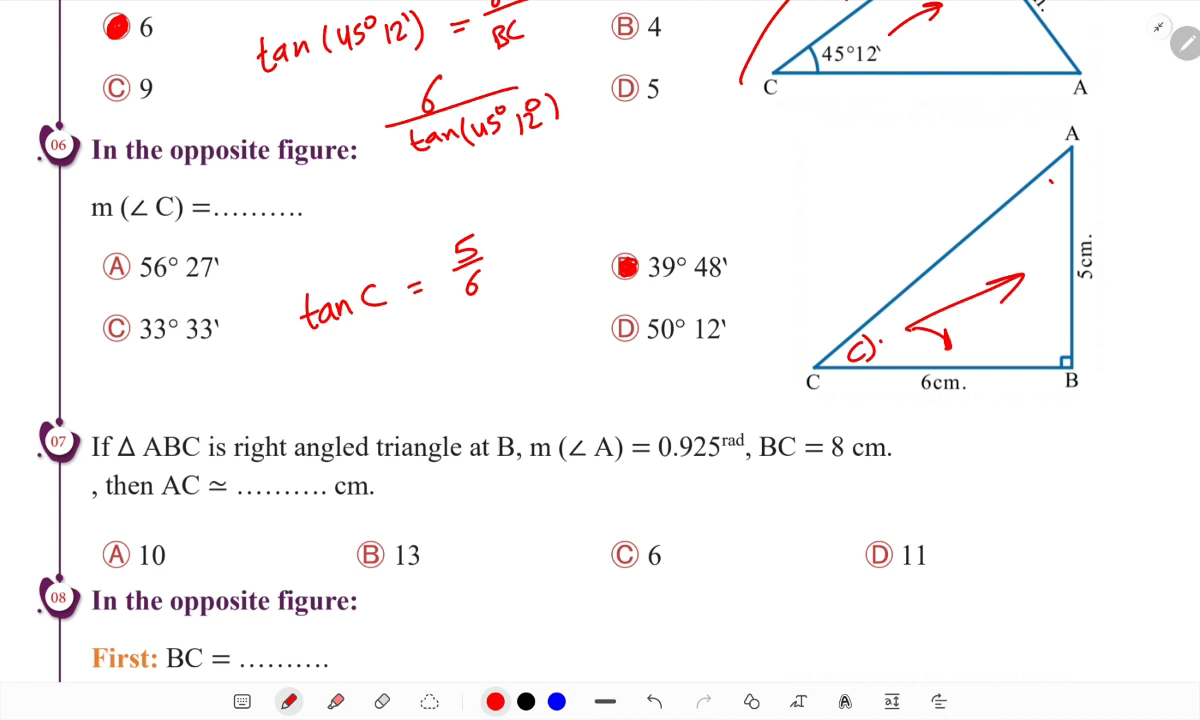 6
tan (45° 12') = 
BC
B 4
45°12'
C 9
6
tan(45° 12°)
D 5
C
A
06 In the opposite figure:
A
m (∠ C) =..........
5cm.
A 56° 27'
tan C = 5/6
39° 48'
C 33° 33'
D 50° 12'
C
C
6cm.
B
07 If Δ ABC is right angled triangle at B, m (∠ A) = 0.925rad, BC = 8 cm.
, then AC ≃ .......... cm.
A 10
B 13
C 6
D 11
08 In the opposite figure:
First: BC = ..........